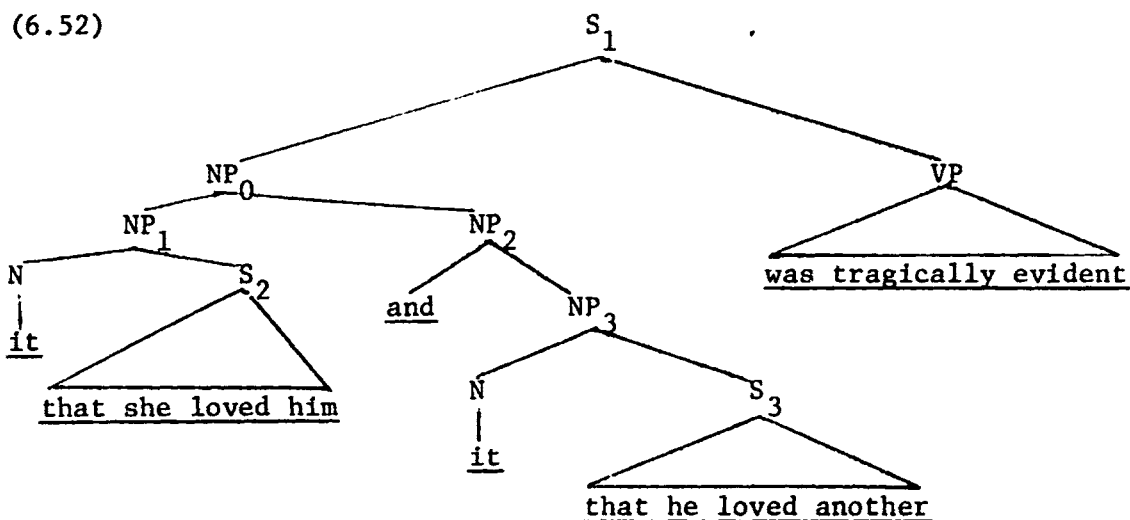 (6.52)
S1
NP0 VP
NP1 NP2 was tragically evident
N S2 and NP3
it
that she loved him N S3
it
that he loved another